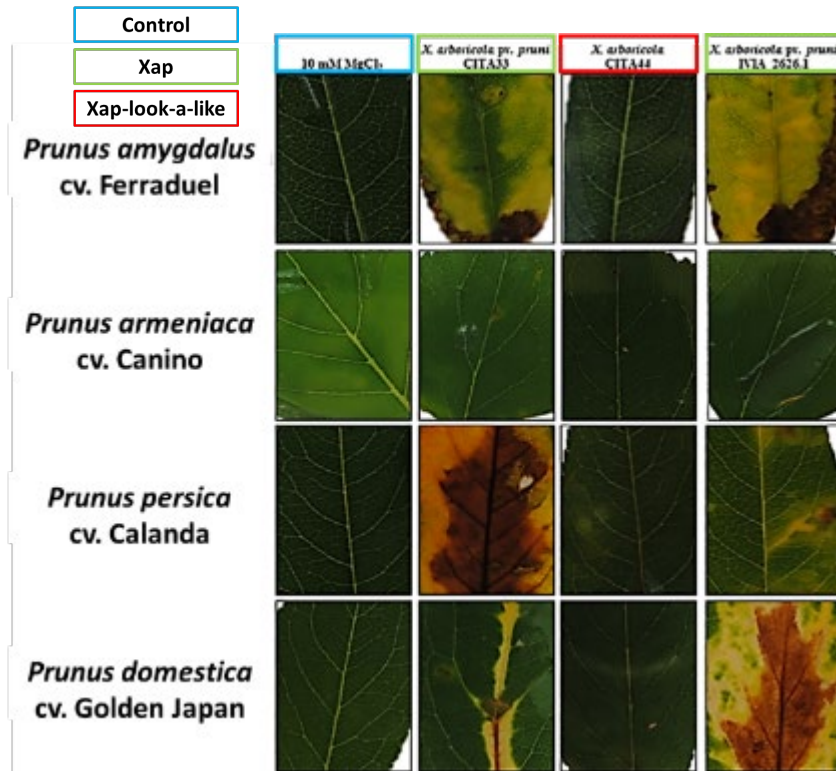 Control
Xap
Xap-look-a-like
10 mM MgCl₂
X. arboricola pv. pruni
CITA33
X. arboricola
CITA44
X. arboricola pv. pruni
IVIA 2626.1
Prunus amygdalus
cv. Ferraduel
Prunus armeniaca
cv. Canino
Prunus persica
cv. Calanda
Prunus domestica
cv. Golden Japan